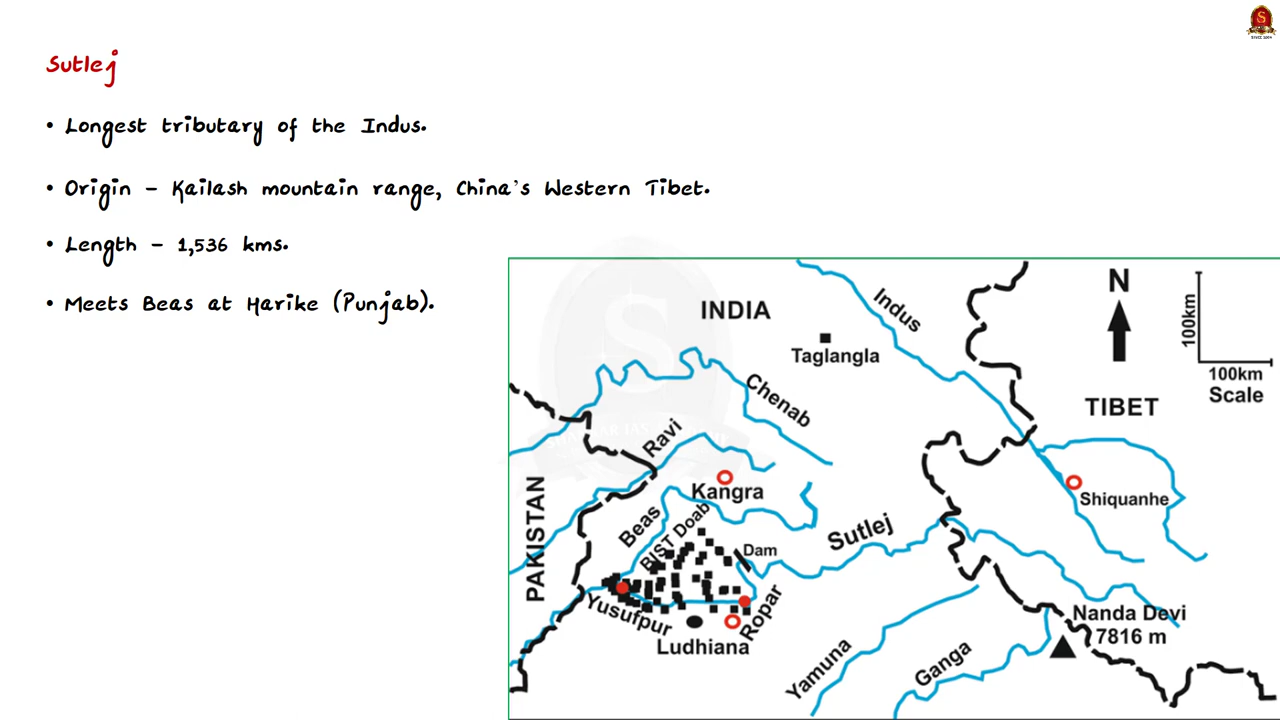 Sutlej
• Longest tributary of the Indus.
• Origin – Kailash mountain range, China's Western Tibet.
• Length – 1,536 kms.
• Meets Beas at Harike (Punjab).
S
SINCE 2004
INDIA
Indus
N
100km
100km
Scale
Taglangla
TIBET
Chenab
Ravi
Kangra
Shiquanhe
PAKISTAN
Beas
BIST Doab
Sutlej
Dam
Yusufpur
Ropar
Ludhiana
Nanda Devi
7816 m
Yamuna
Ganga